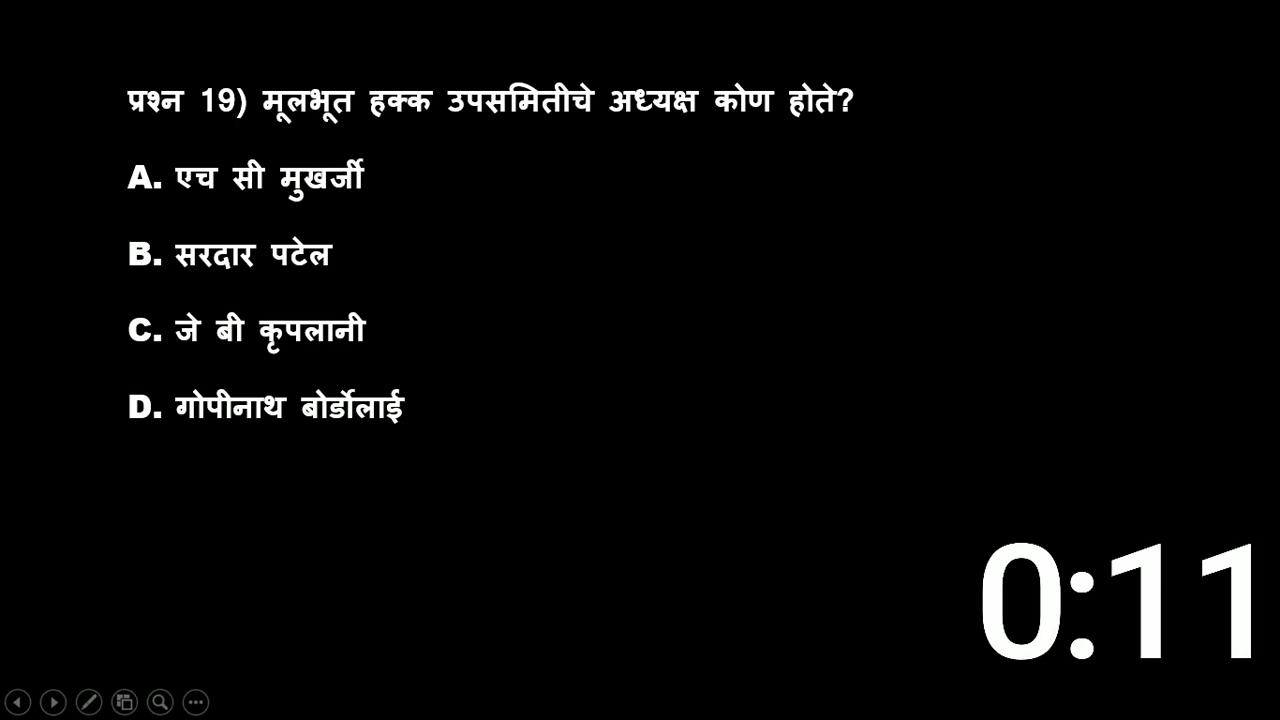 प्रश्न 19) मूलभूत हक्क उपसमितीचे अध्यक्ष कोण होते?
A. एच सी मुखर्जी
B. सरदार पटेल
C. जे बी कृपलानी
D. गोपीनाथ बोर्डोलाई
0:11